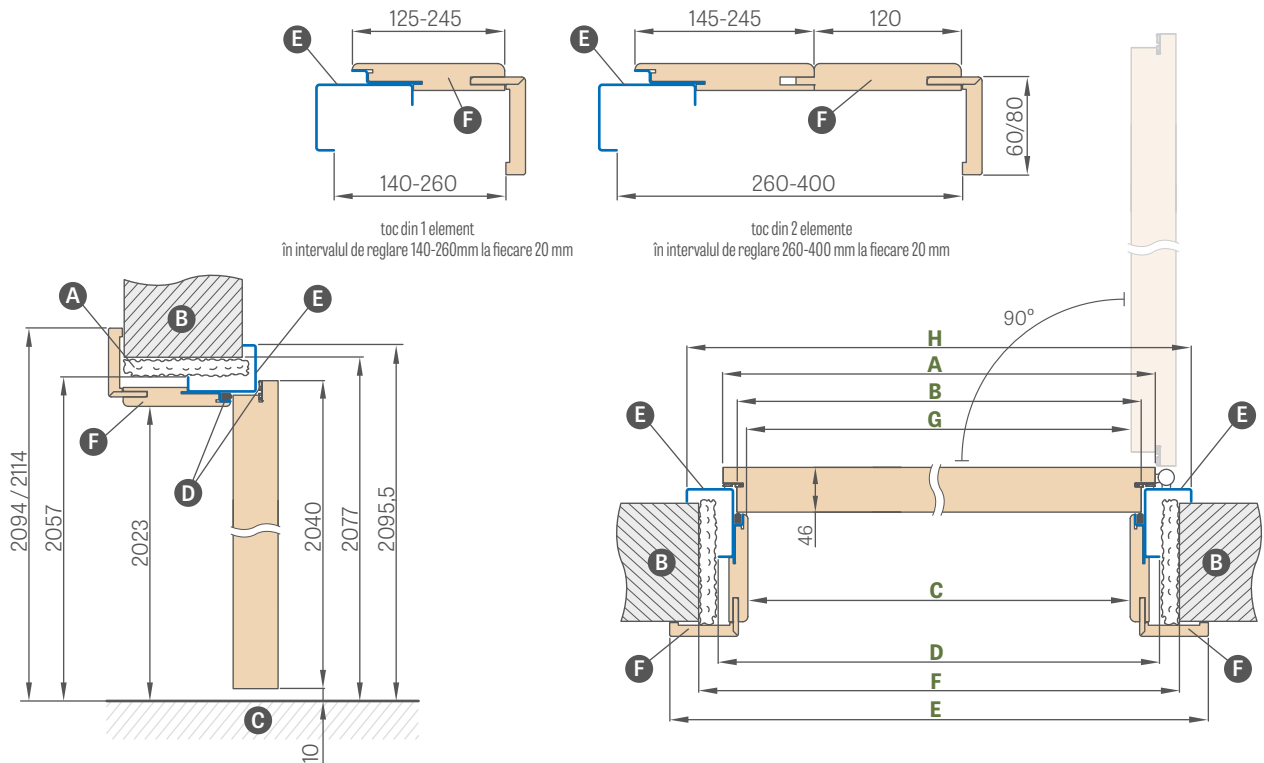 125-245
145-245
120
E
E
F
F
60/80
140-260
260-400
toc din 1 element
în intervalul de reglare 140-260mm la fiecare 20 mm
toc din 2 elemente
în intervalul de reglare 260-400 mm la fiecare 20 mm
A
B
E
90°
H
A
B
G
E
E
F
D
2094 / 2114
2057
2023
2040
2077
2095,5
46
B
B
C
F
D
F
F
E
C
10